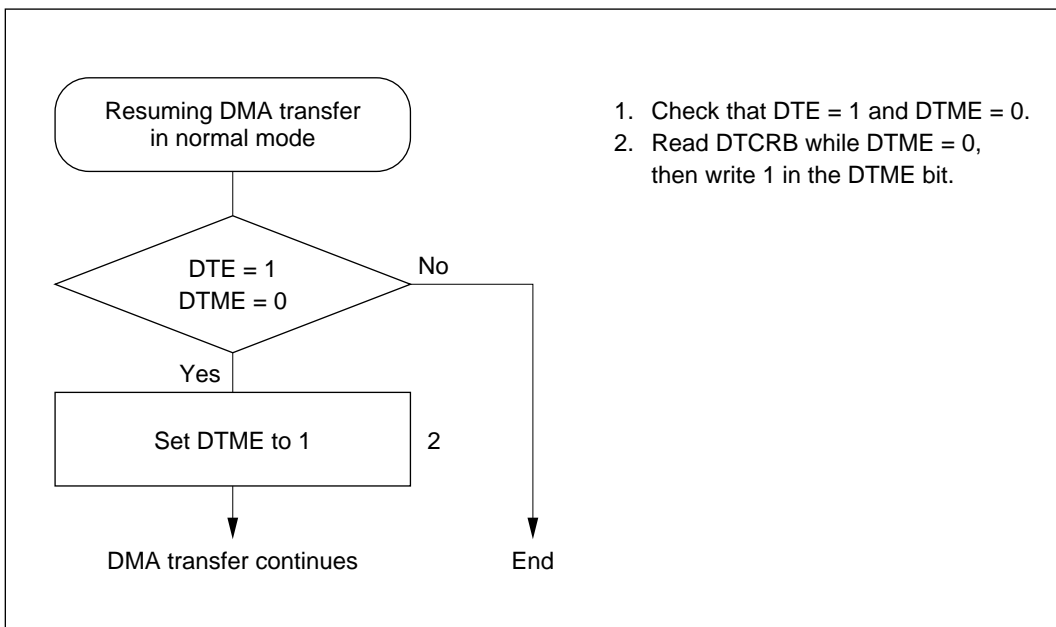 Resuming DMA transfer
in normal mode
DTE = 1
DTME = 0
No
Yes
Set DTME to 1
2
DMA transfer continues
End
1. Check that DTE = 1 and DTME = 0.
2. Read DTCRB while DTME = 0,
then write 1 in the DTME bit.